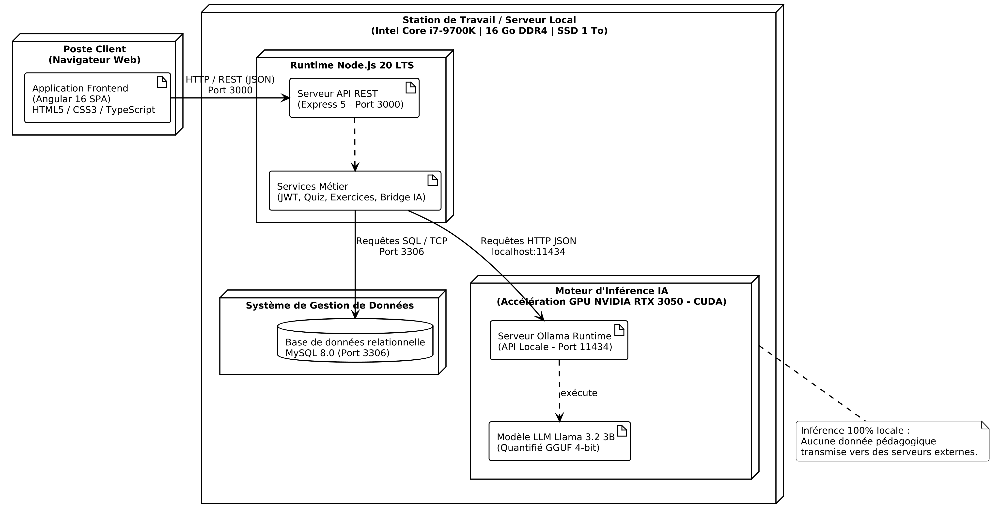 Station de Travail / Serveur Local
(Intel Core i7-9700K | 16 Go DDR4 | SSD 1 To)
Poste Client
(Navigateur Web)
Application Frontend
(Angular 16 SPA)
HTML5 / CSS3 / TypeScript
HTTP / REST (JSON)
Port 3000
Runtime Node.js 20 LTS
Serveur API REST
(Express 5 - Port 3000)
Services Métier
(JWT, Quiz, Exercices, Bridge IA)
Requêtes SQL / TCP
Port 3306
Requêtes HTTP JSON
localhost:11434
Système de Gestion de Données
Base de données relationnelle
MySQL 8.0 (Port 3306)
Moteur d'Inférence IA
(Accélération GPU NVIDIA RTX 3050 - CUDA)
Serveur Ollama Runtime
(API Locale - Port 11434)
exécute
Modèle LLM Llama 3.2 3B
(Quantifié GGUF 4-bit)
Inférence 100% locale :
Aucune donnée pédagogique
transmise vers des serveurs externes.